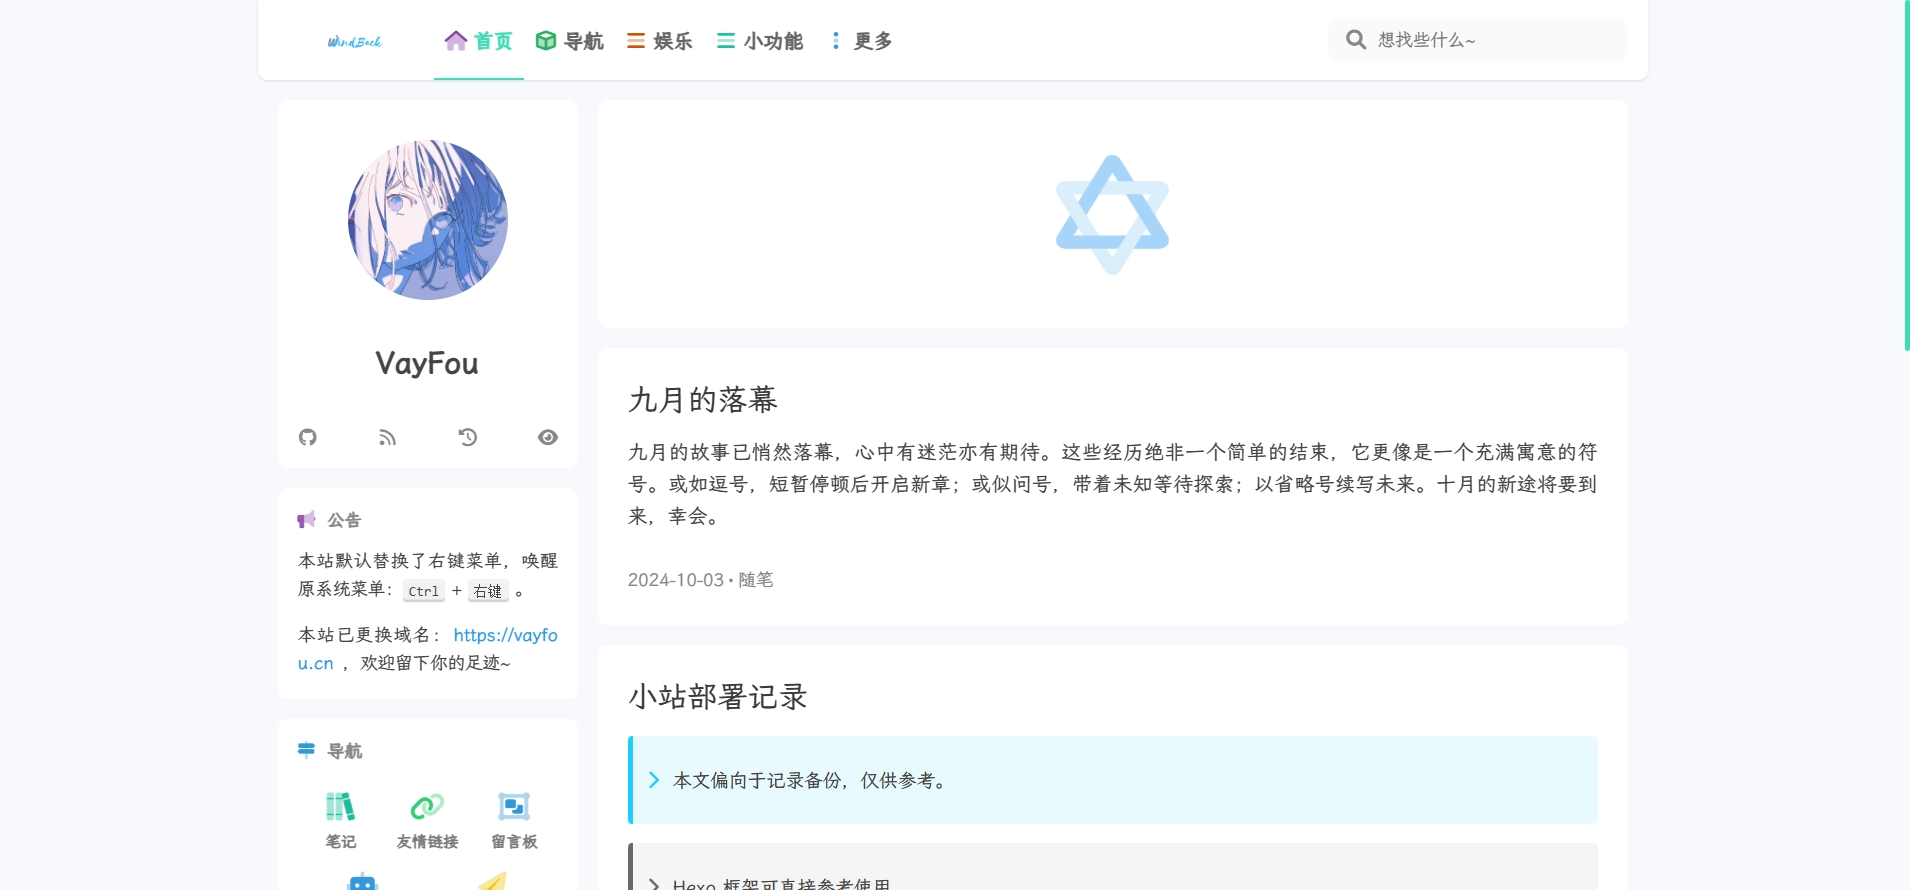 WindBack
首页
导航
娱乐
小功能
更多
想找些什么~
VayFou
公告
本站默认替换了右键菜单，唤醒
原系统菜单：Ctrl + 右键 。
本站已更换域名：https://vayfo
u.cn ，欢迎留下你的足迹~
导航
笔记
友情链接
留言板
九月的落幕
九月的故事已悄然落幕，心中有迷茫亦有期待。这些经历绝非一个简单的结束，它更像是一个充满寓意的符
号。或如逗号，短暂停顿后开启新章；或似问号，带着未知等待探索；以省略号续写未来。十月的新途将要到
来，幸会。
2024-10-03 • 随笔
小站部署记录
本文偏向于记录备份，仅供参考。
Hexo 框架可直接参考使用